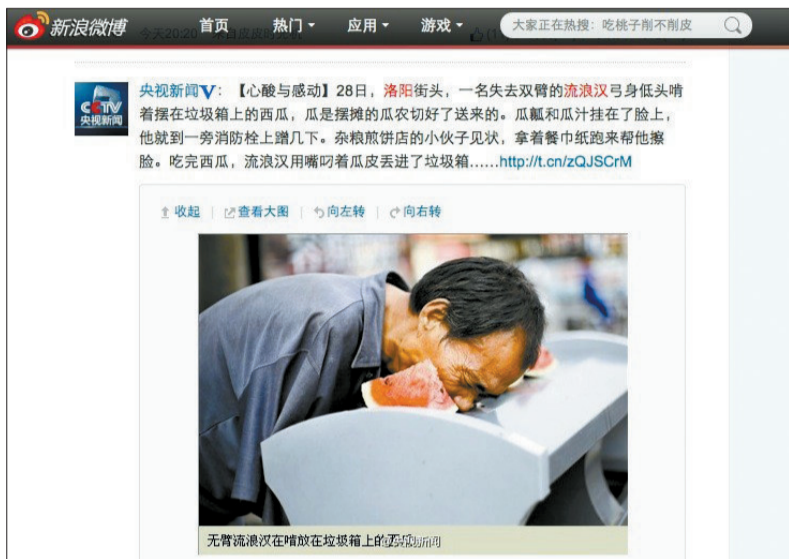 新浪微博 首页 热门 应用 游戏 大家正在热搜：吃桃子削不削皮
今天20:20
央视新闻V：【心酸与感动】28日，洛阳街头，一名失去双臂的流浪汉弓身低头啃
着摆在垃圾箱上的西瓜，瓜是摆摊的瓜农切好了送来的。瓜瓤和瓜汁挂在了脸上，
他就到一旁消防栓上蹭几下。杂粮煎饼店的小伙子见状，拿着餐巾纸跑来帮他擦
脸。吃完西瓜，流浪汉用嘴叼着瓜皮丢进了垃圾箱……http://t.cn/zQJSCrM
CCTV
央视新闻
收起 | 查看大图 | 向左转 | 向右转
无臂流浪汉在啃放在垃圾箱上的西瓜